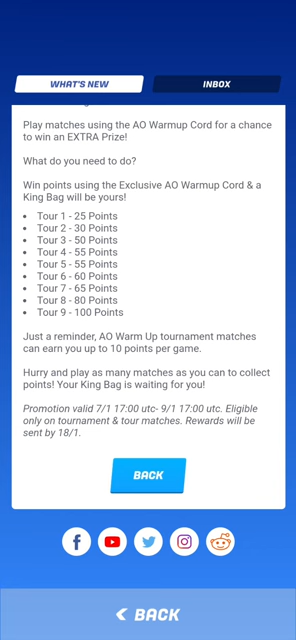 WHAT'S NEW
INBOX
Play matches using the AO Warmup Cord for a chance
to win an EXTRA Prize!
What do you need to do?
Win points using the Exclusive AO Warmup Cord & a
King Bag will be yours!
• Tour 1 - 25 Points
• Tour 2 - 30 Points
• Tour 3 - 50 Points
• Tour 4 - 55 Points
• Tour 5 - 55 Points
• Tour 6 - 60 Points
• Tour 7 - 65 Points
• Tour 8 - 80 Points
• Tour 9 - 100 Points
Just a reminder, AO Warm Up tournament matches
can earn you up to 10 points per game.
Hurry and play as many matches as you can to collect
points! Your King Bag is waiting for you!
Promotion valid 7/1 17:00 utc- 9/1 17:00 utc. Eligible
only on tournament & tour matches. Rewards will be
sent by 18/1.
BACK
BACK